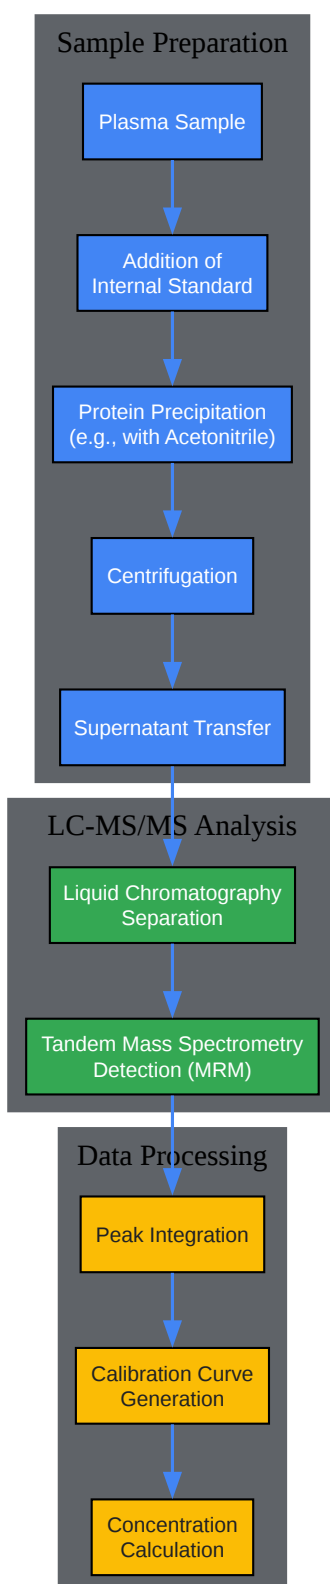 Sample Preparation
Plasma Sample
Addition of
Internal Standard
Protein Precipitation
(e.g., with Acetonitrile)
Centrifugation
Supernatant Transfer
LC-MS/MS Analysis
Liquid Chromatography
Separation
Tandem Mass Spectrometry
Detection (MRM)
Data Processing
Peak Integration
Calibration Curve
Generation
Concentration
Calculation